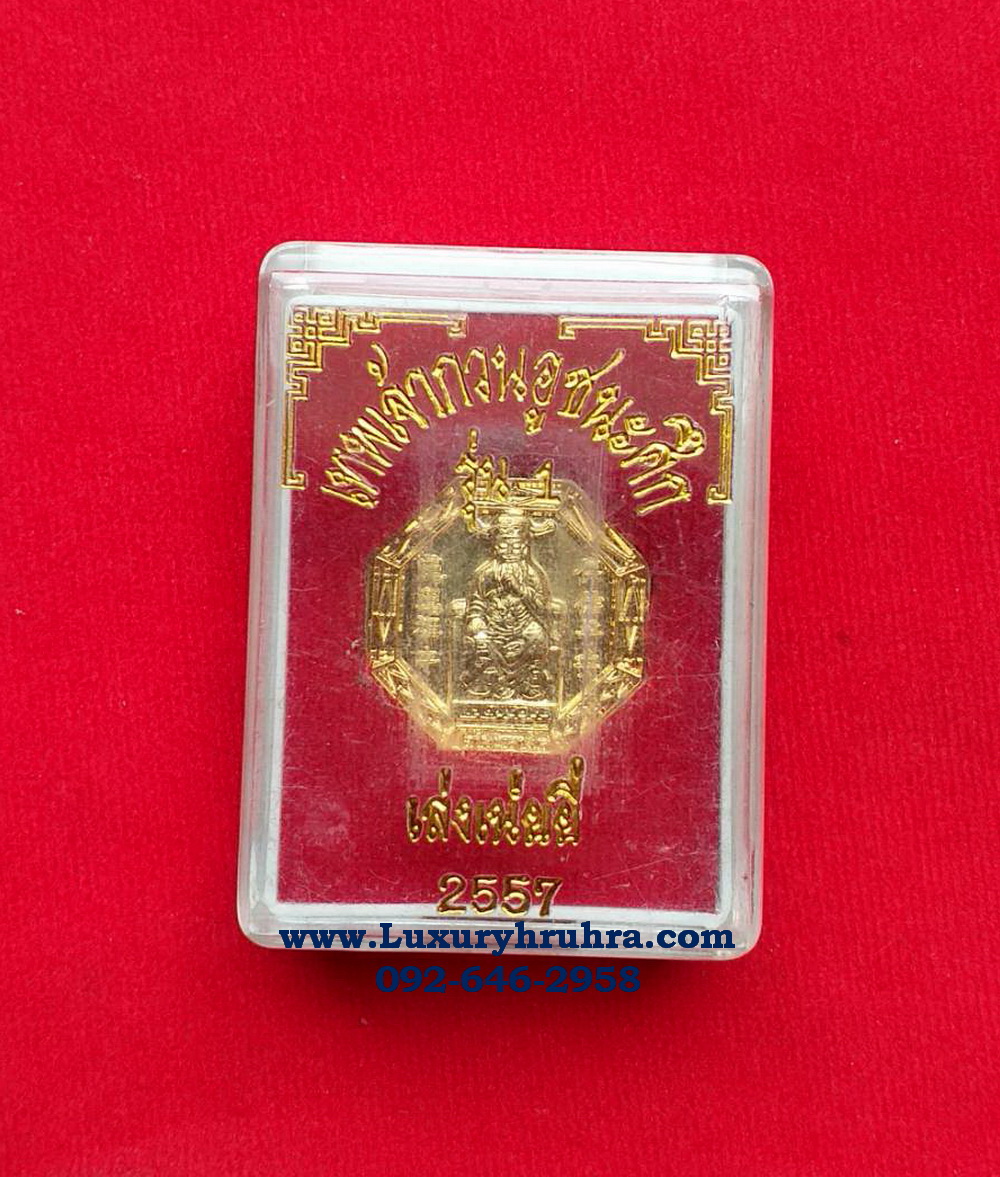 เทพเจ้ากวนอูชนะศึก
รุ่น 1
เล่งเน่ยยี่
2557
www.Luxuryhruhra.com
092-646-2958